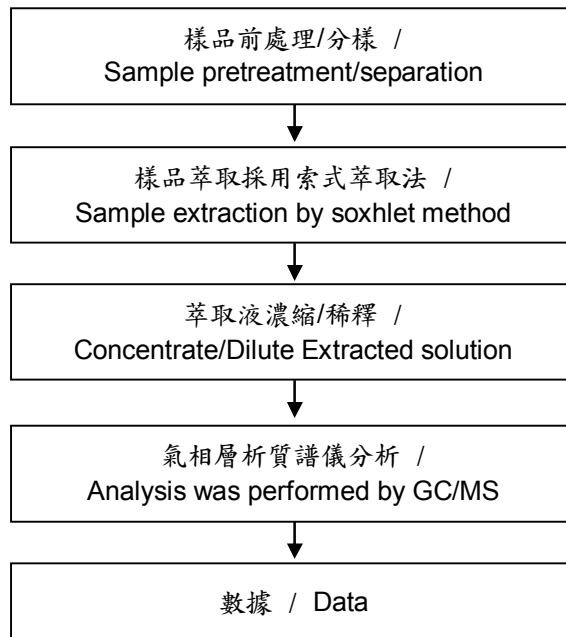 樣品前處理/分樣 /
Sample pretreatment/separation
樣品萃取採用索式萃取法 /
Sample extraction by soxhlet method
萃取液濃縮/稀釋 /
Concentrate/Dilute Extracted solution
氣相層析質譜儀分析 /
Analysis was performed by GC/MS
數據 / Data